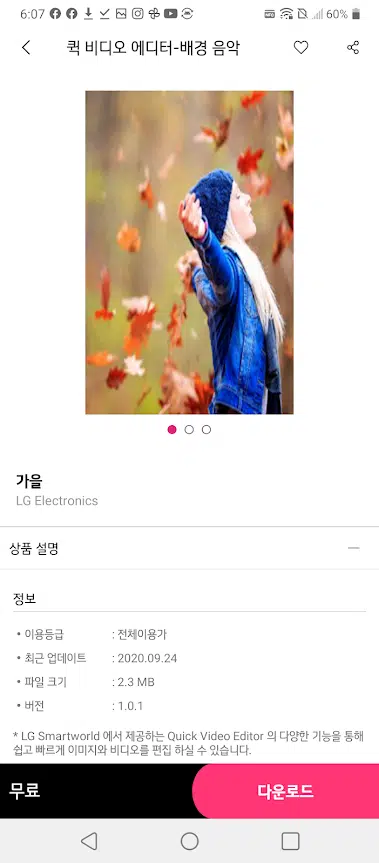 6:07 60%
퀵 비디오 에디터-배경 음악
가을
LG Electronics
상품 설명
정보
• 이용등급 : 전체이용가
• 최근 업데이트 : 2020.09.24
• 파일 크기 : 2.3 MB
• 버전 : 1.0.1
* LG Smartworld 에서 제공하는 Quick Video Editor 의 다양한 기능을 통해
쉽고 빠르게 이미지와 비디오를 편집 하실 수 있습니다.
무료 다운로드